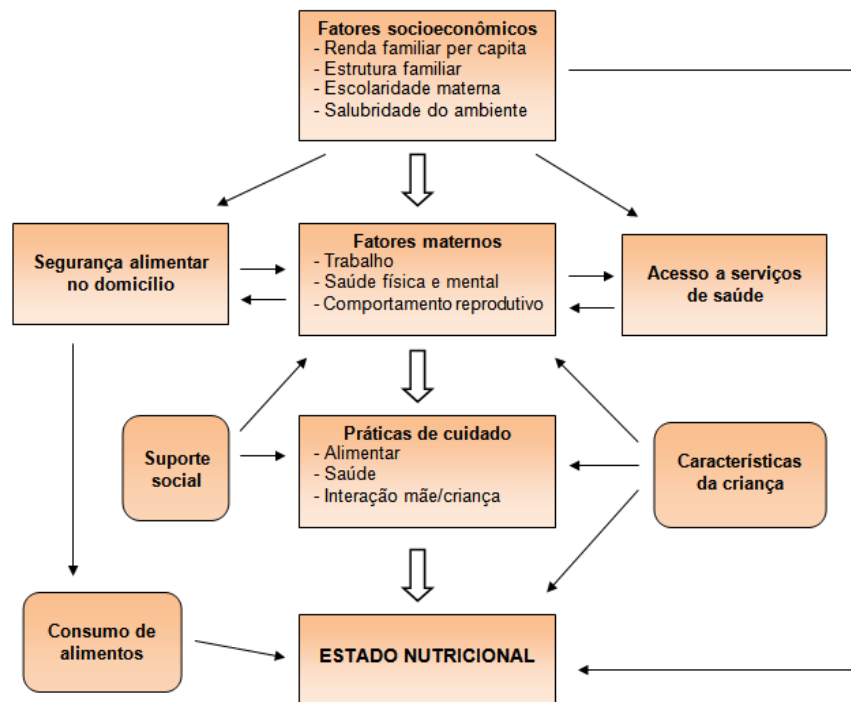 Fatores socioeconômicos
- Renda familiar per capita
- Estrutura familiar
- Escolaridade materna
- Salubridade do ambiente
Segurança alimentar
no domicílio
Fatores maternos
- Trabalho
- Saúde física e mental
- Comportamento reprodutivo
Acesso a serviços
de saúde
Suporte
social
Práticas de cuidado
- Alimentar
- Saúde
- Interação mãe/criança
Características
da criança
Consumo de
alimentos
ESTADO NUTRICIONAL